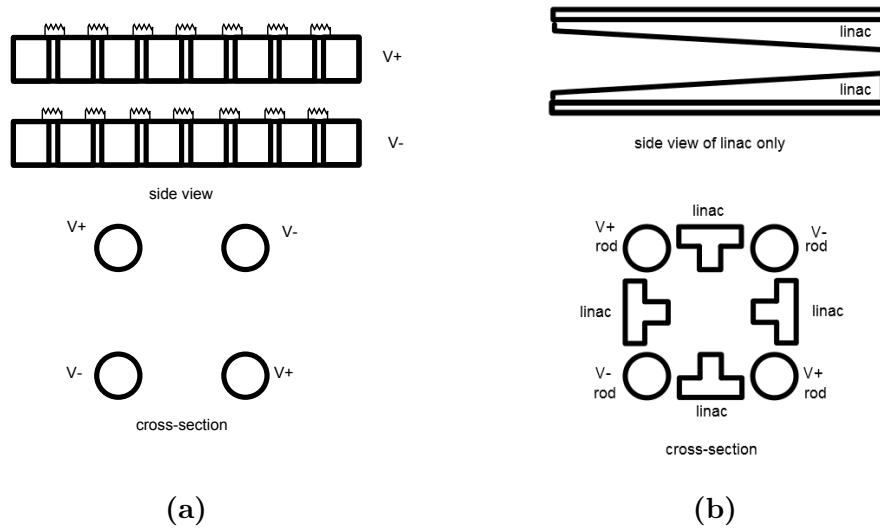 V+
V-
side view
V+
V-
V-
V+
cross-section
(a)
linac
linac
side view of linac only
linac
V+
rod
V-
rod
linac
linac
V-
rod
V+
rod
linac
cross-section
(b)